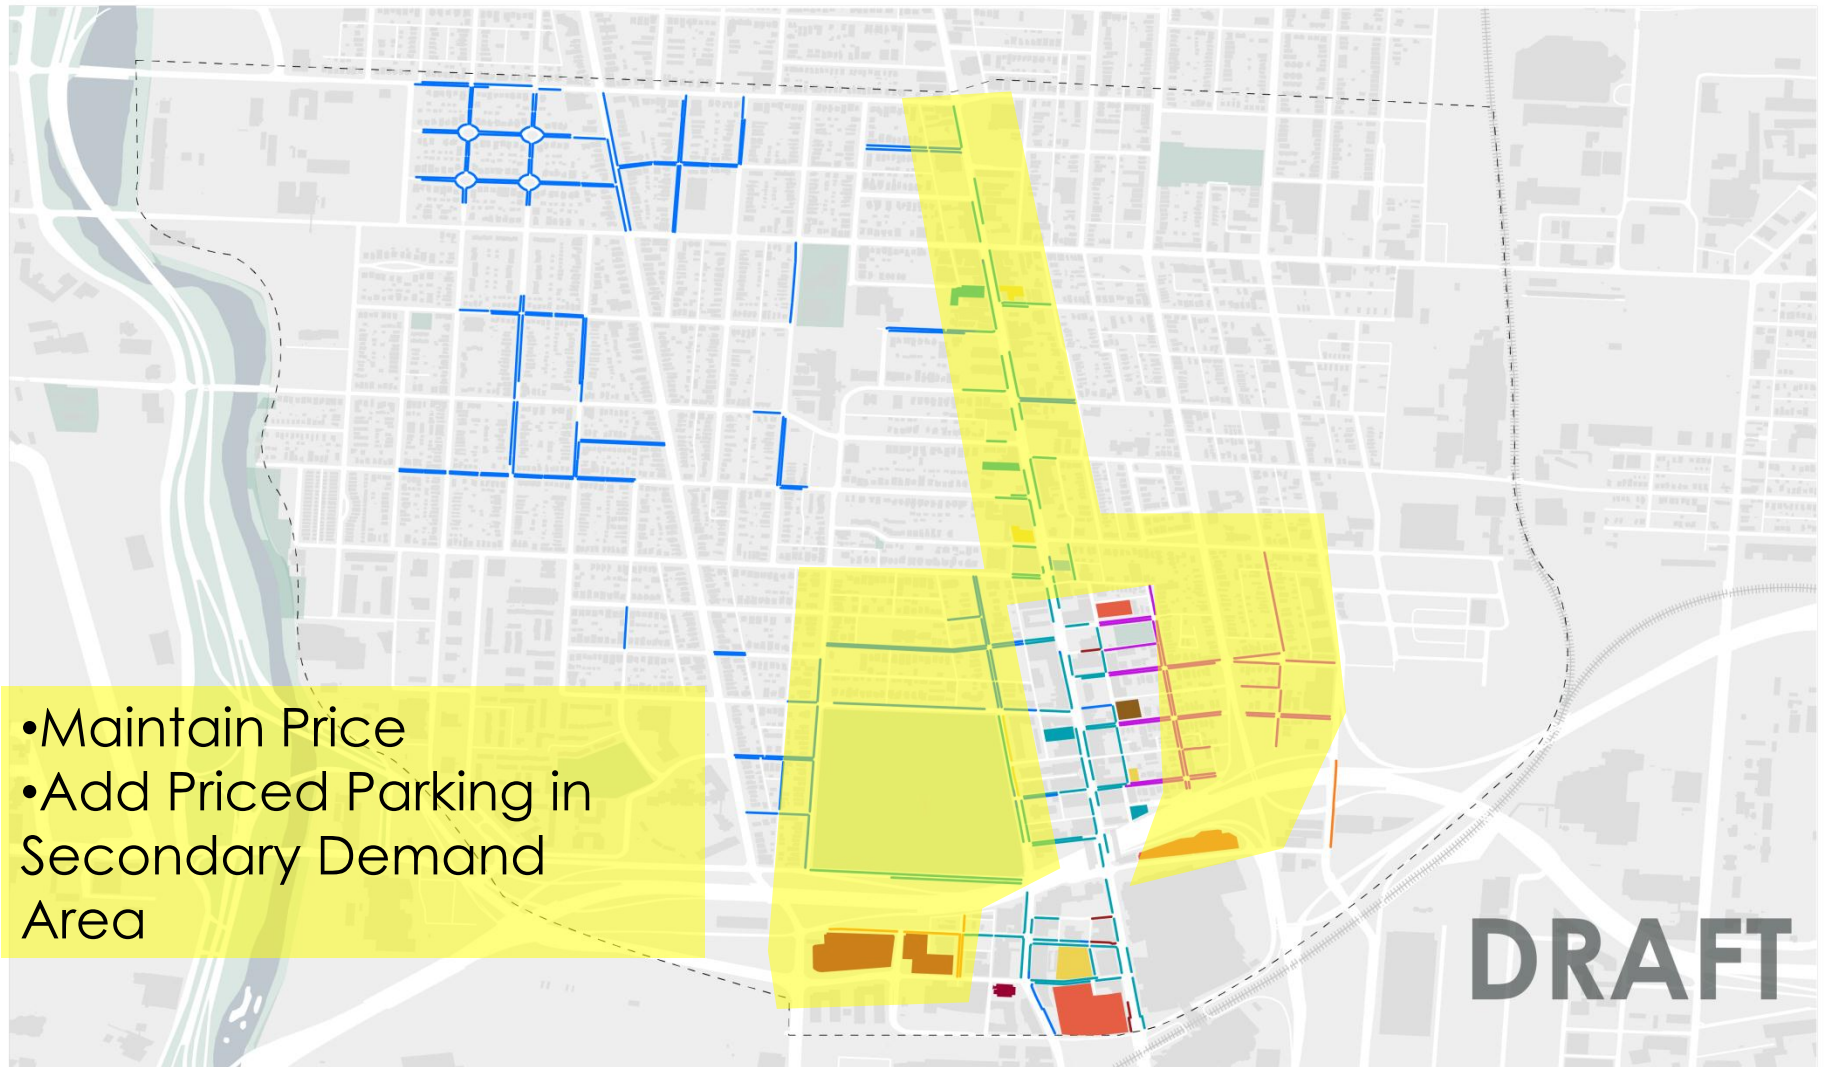 •Maintain Price
•Add Priced Parking in
Secondary Demand
Area
DRAFT